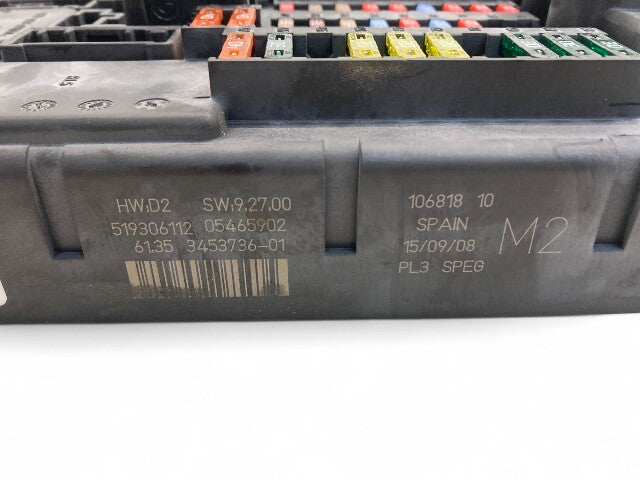 HW.D2 SW.9.27.00
519306112 05465902
61.35 3453736-01
106818 10
SPAIN
15/09/08
PL3 SPEG
M2